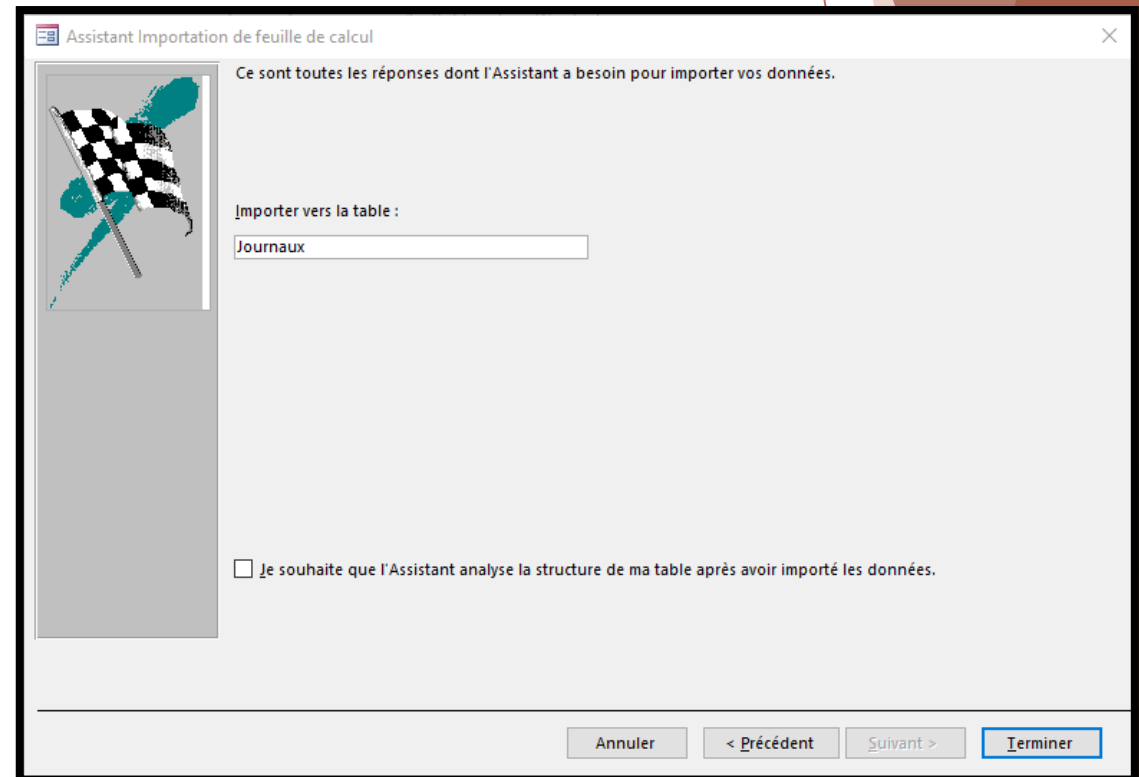 Assistant Importation de feuille de calcul
Ce sont toutes les réponses dont l'Assistant a besoin pour importer vos données.
Importer vers la table :
Journaux
Je souhaite que l'Assistant analyse la structure de ma table après avoir importé les données.
Annuler
< Précédent
Suivant >
Terminer